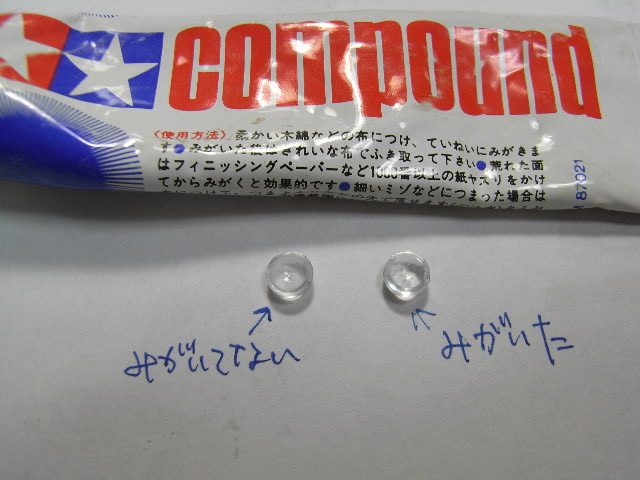 compound
(使用方法) 柔かい木綿などの布につけ、ていねいにみがきま
す●みがいた後はきれいな布でふき取って下さい●荒れた面
はフィニッシングペーパーなど1000番以上の紙ヤスリをかけ
てからみがくと効果的です●細いミゾなどにつまった場合は
87021
みがいてない
みがいた